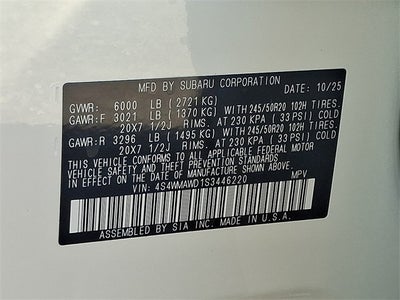 MFD BY SUBARU CORPORATION DATE: 10/25
GVWR: 6000 LB (2721 KG)
GAWR:F 3021 LB (1370 KG) WITH 245/50R20 102H TIRES.
20X7 1/2J RIMS. AT 230 KPA (33 PSI) COLD
GAWR:R 3296 LB (1495 KG) WITH 245/50R20 102H TIRES.
20X7 1/2J RIMS. AT 230 KPA (33 PSI) COLD
THIS VEHICLE CONFORMS TO ALL APPLICABLE FEDERAL MOTOR
VEHICLE SAFETY, BUMPER, AND THEFT PREVENTION STANDARDS
IN EFFECT ON THE DATE OF MANUFACTURE SHOWN ABOVE.
VIN: 4S4WMAWD1S3446220 MPV
ASSEMBLED BY SIA INC. MADE IN U.S.A.